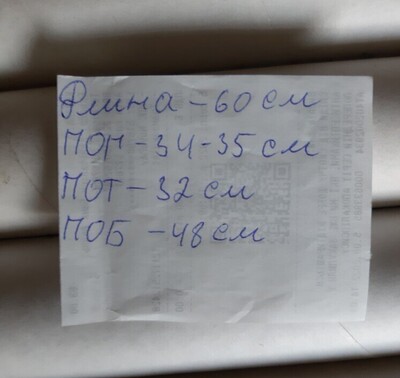 Длина - 60 см
ПОГ - 34-35 см
ПОТ - 32 см
ПОБ - 48 см